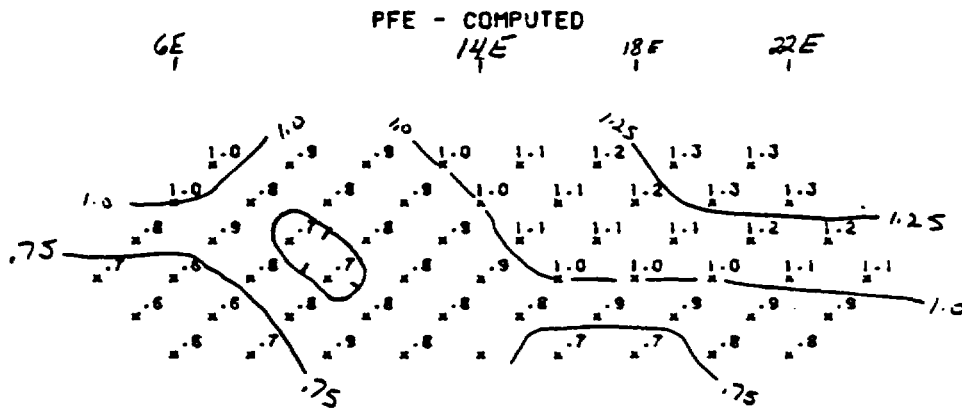 PFE - COMPUTED
6E 14E 18E 22E
1.0 1.0 1.25
1.0 .9 .9 1.0 1.1 1.2 1.3 1.3
1.0 1.0 .8 .8 .9 1.0 1.1 1.2 1.3 1.3
1.25
.8 .9 .7 .8 .9 1.1 1.1 1.1 1.2 1.2
.75
.7 .6 .8 .7 .8 .9 1.0 1.0 1.0 1.1 1.1
1.0
.6 .6 .8 .8 .8 .8 .9 .9 .9 .9
.8 .7 .9 .8 .8 .7 .7 .8 .8
.75 .75